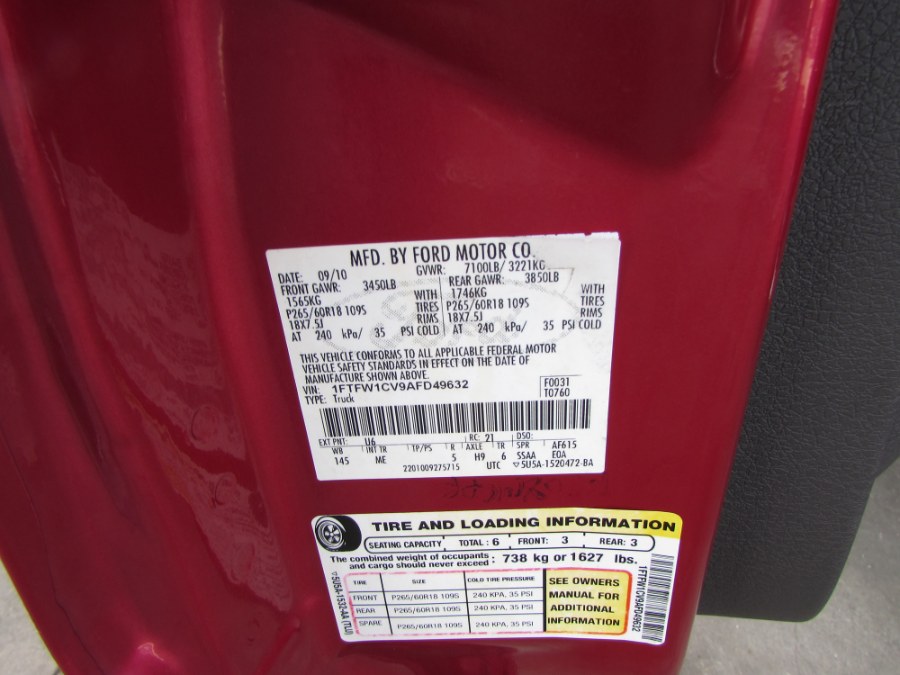 MFD. BY FORD MOTOR CO.
DATE: 09/10 GVWR: 7100LB/ 3221KG
FRONT GAWR: 3450LB REAR GAWR: 3850LB
1565KG WITH 1746KG WITH
P265/60R18 109S TIRES P265/60R18 109S TIRES
18X7.5J RIMS 18X7.5J RIMS
AT 240 kPa/ 35 PSI COLD AT 240 kPa/ 35 PSI COLD
THIS VEHICLE CONFORMS TO ALL APPLICABLE FEDERAL MOTOR
VEHICLE SAFETY STANDARDS IN EFFECT ON THE DATE OF
MANUFACTURE SHOWN ABOVE.
VIN: 1FTFW1CV9AFD49632 F0031
TYPE: Truck T0760
EXT PNT: U6 RC: 21 DSO:
WB INT TR TP/PS R AXLE TR SPR AF615
145 ME 5 H9 6 SSAA EOA
2201009275715 UTC ▽5U5A-1520472-BA
TIRE AND LOADING INFORMATION
SEATING CAPACITY TOTAL : 6 FRONT: 3 REAR: 3
The combined weight of occupants and cargo should never exceed : 738 kg or 1627 lbs.
TIRE SIZE COLD TIRE PRESSURE
FRONT P265/60R18 109S 240 KPA, 35 PSI
REAR P265/60R18 109S 240 KPA, 35 PSI
SPARE P265/60R18 109S 240 KPA, 35 PSI
SEE OWNERS
MANUAL FOR
ADDITIONAL
INFORMATION
1FTFW1CV9AFD49632